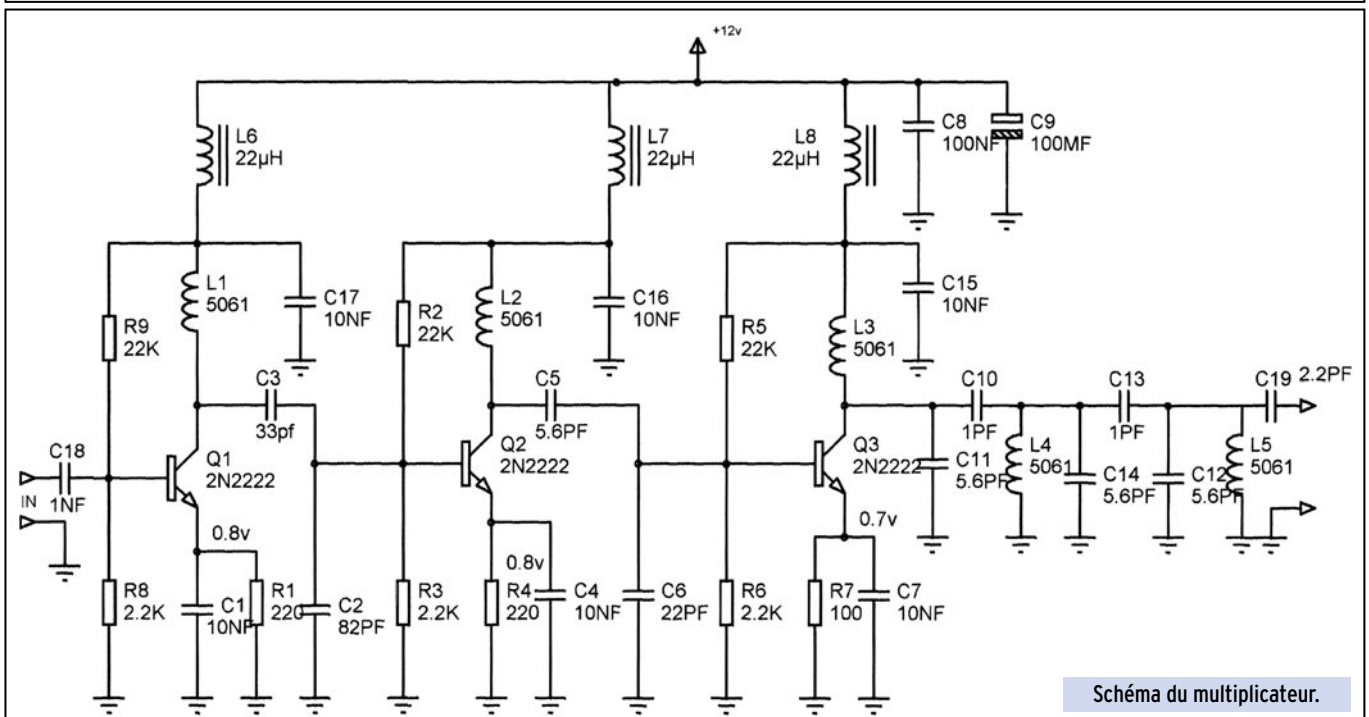 +12v
L6
22µH
L7
22µH
L8
22µH
C8
100NF
C9
100MF
L1
5061
C17
10NF
R9
22K
R2
22K
L2
5061
C16
10NF
R5
22K
L3
5061
C15
10NF
C3
33pf
C5
5.6PF
C10
1PF
C13
1PF
C19
2.2PF
C18
1NF
IN
Q1
2N2222
Q2
2N2222
Q3
2N2222
C11
5.6PF
L4
5061
C14
5.6PF
C12
5.6PF
L5
5061
0.8v
0.8v
0.7v
R8
2.2K
C1
10NF
R1
220
C2
82PF
R3
2.2K
R4
220
C4
10NF
C6
22PF
R6
2.2K
R7
100
C7
10NF
Schéma du multiplicateur.